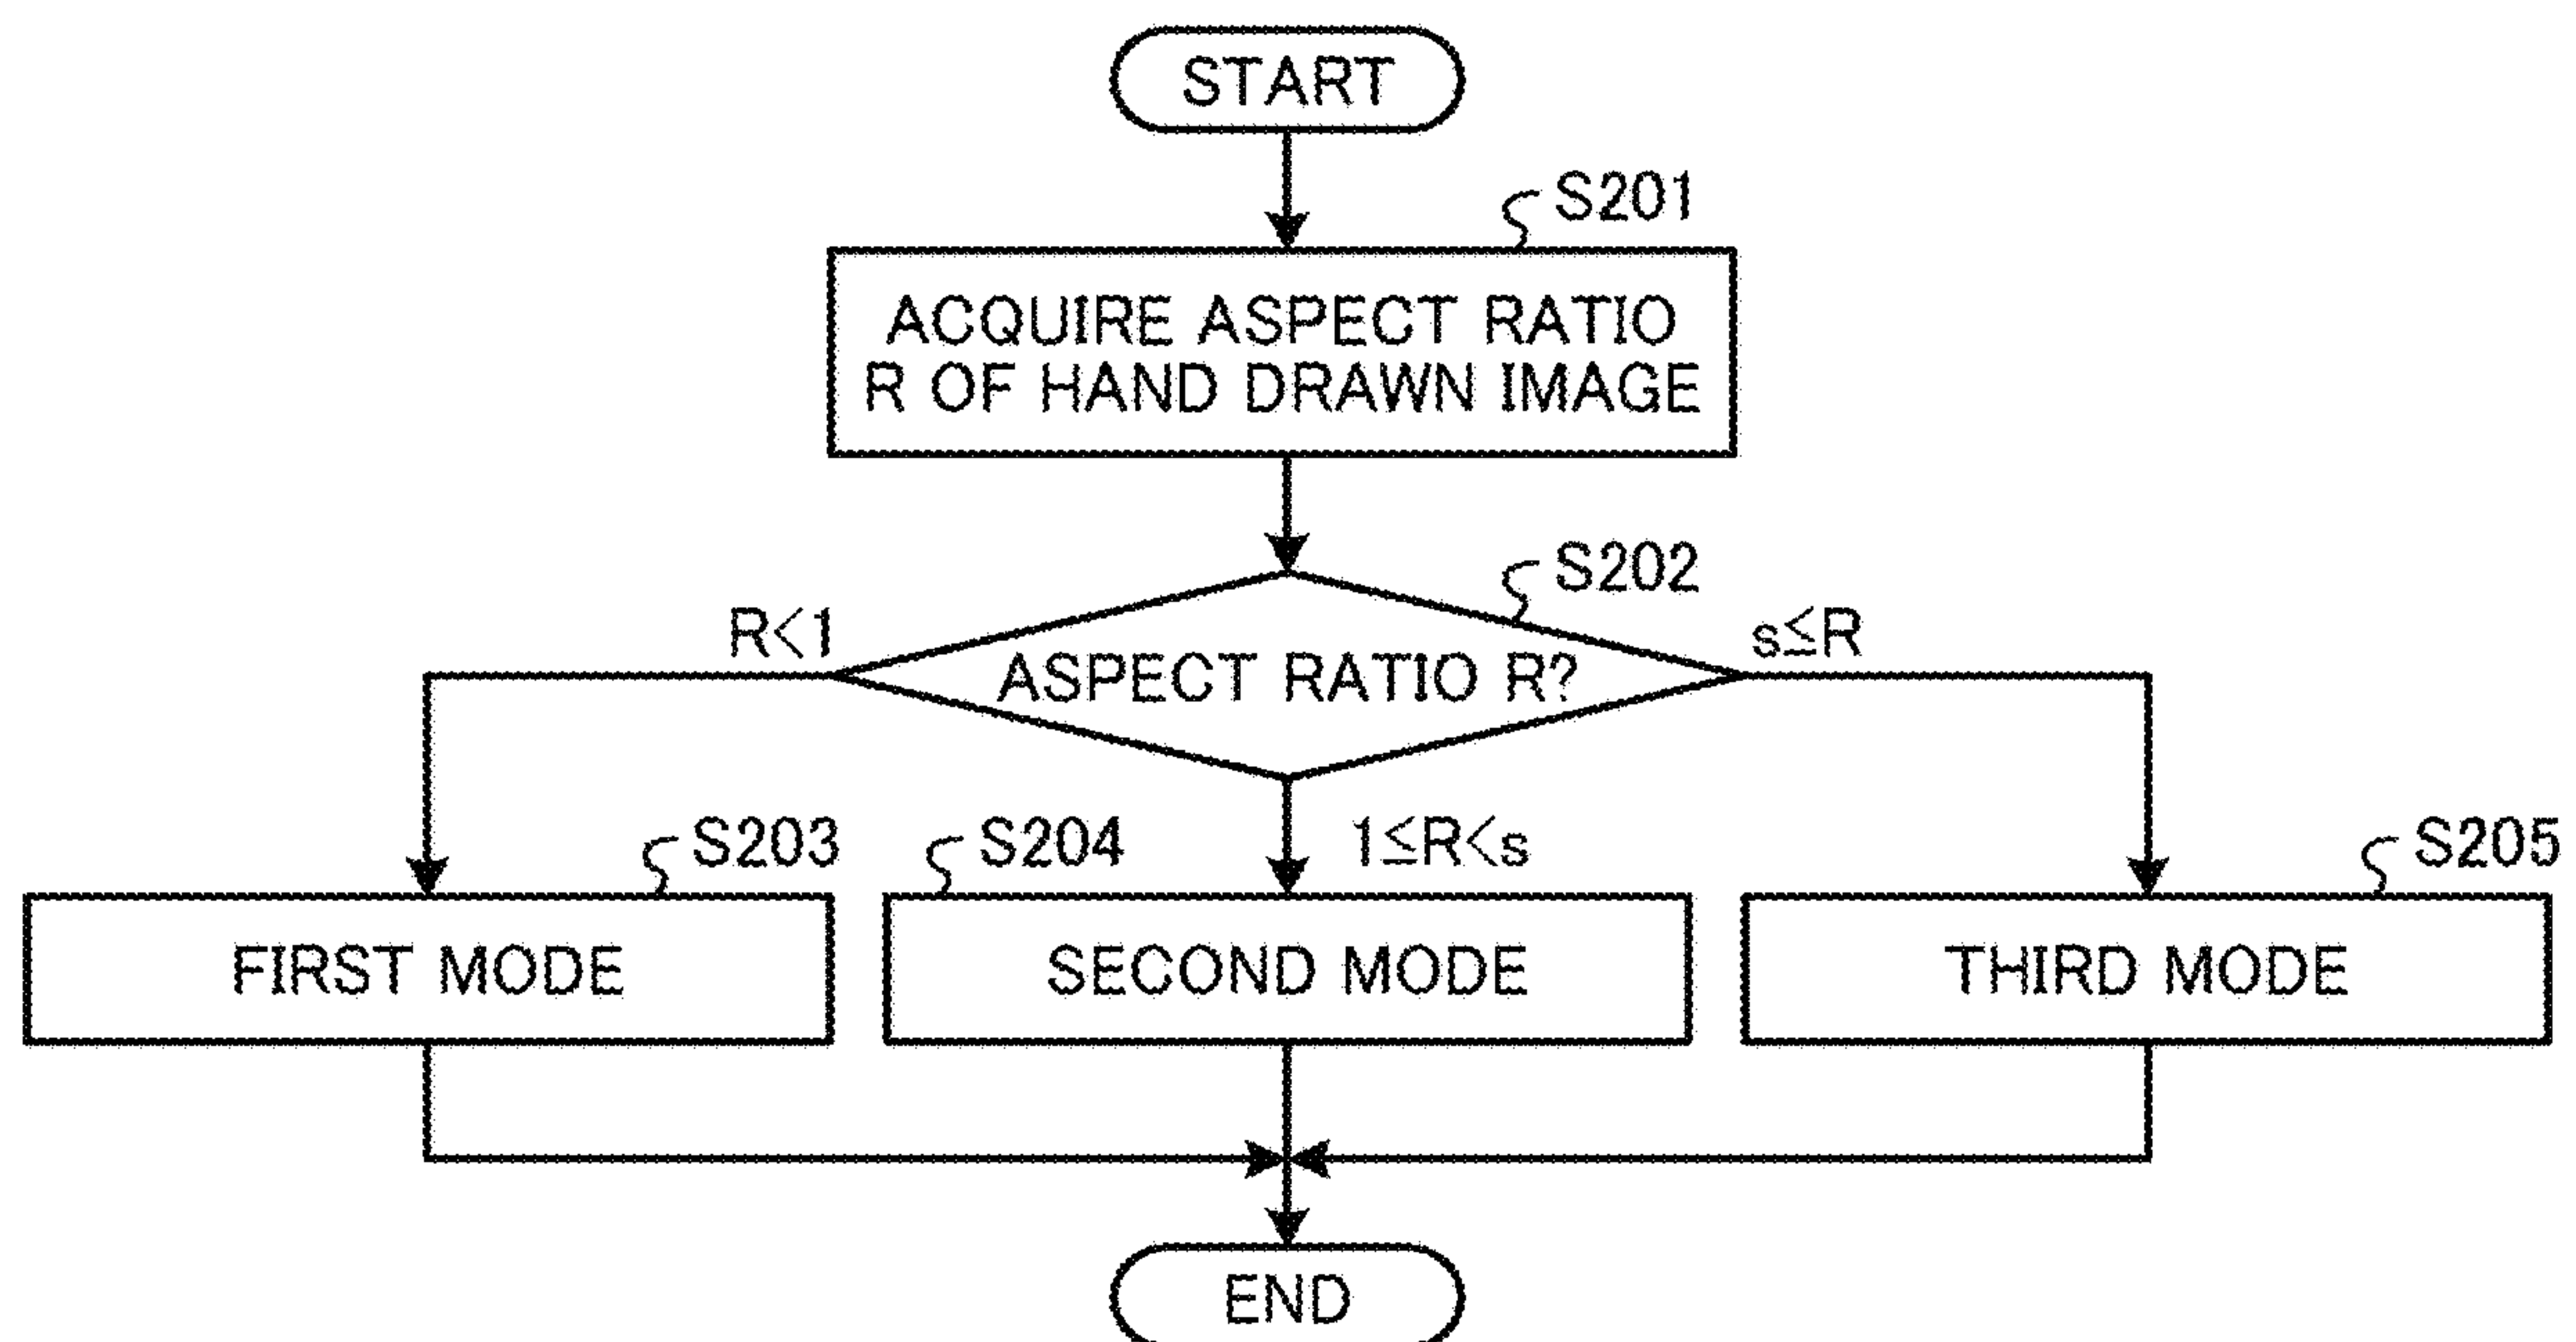 START
S201
ACQUIRE ASPECT RATIO
R OF HAND DRAWN IMAGE
S202
R<1
ASPECT RATIO R?
s≦R
S203
S204
1≦R<s
S205
FIRST MODE
SECOND MODE
THIRD MODE
END